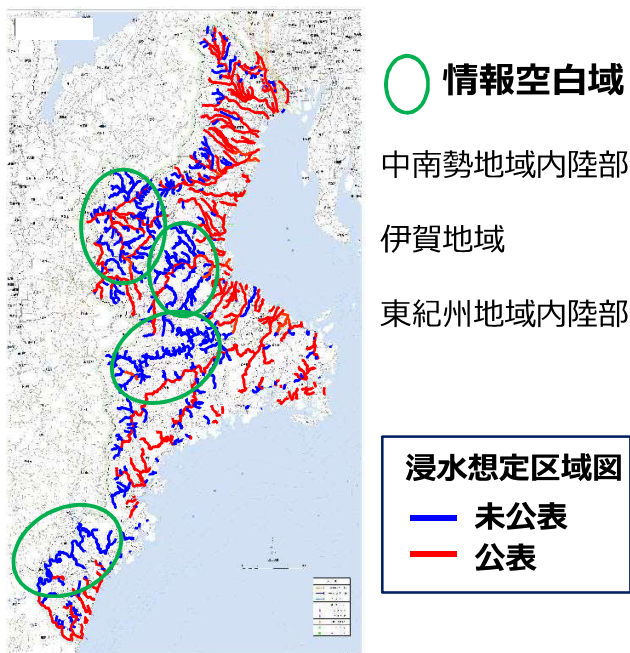 情報空白域
中南勢地域内陸部
伊賀地域
東紀州地域内陸部
浸水想定区域図
未公表
公表